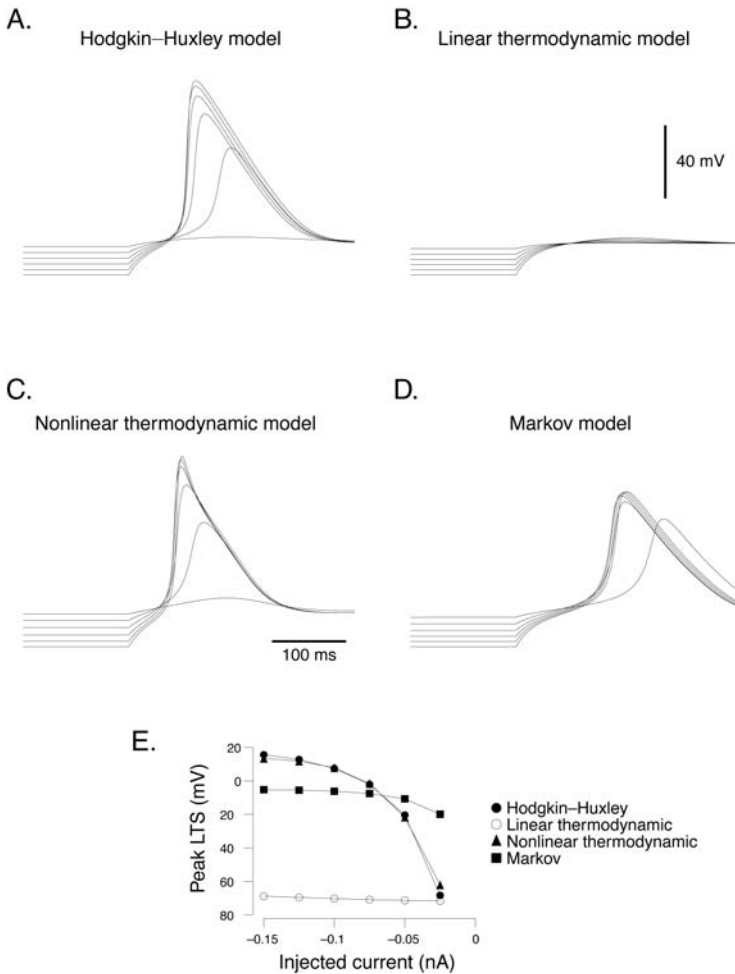 A.
Hodgkin–Huxley model
B.
Linear thermodynamic model
40 mV
C.
Nonlinear thermodynamic model
100 ms
D.
Markov model
E.
Peak LTS (mV)
20
0
20
40
60
80
−0.15
−0.1
−0.05
0
Injected current (nA)
Hodgkin–Huxley
Linear thermodynamic
Nonlinear thermodynamic
Markov